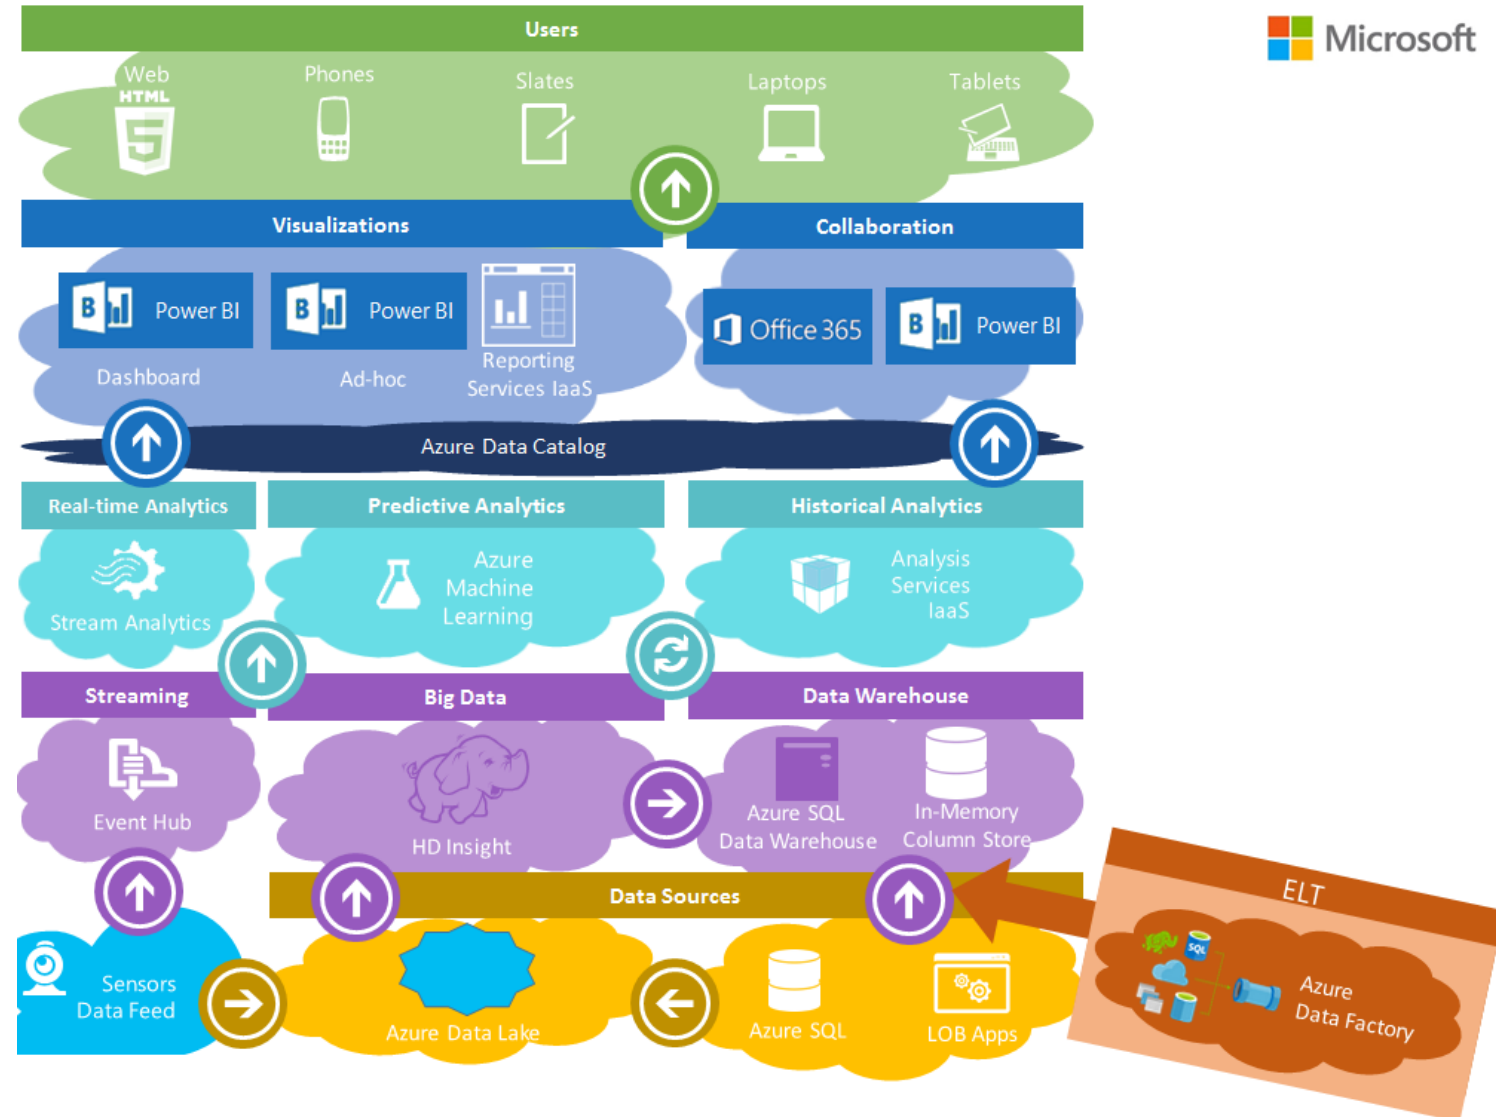 Users
Microsoft
Web
HTML
5
Phones
Slates
Laptops
Tablets
Visualizations
Collaboration
B
Power BI
Dashboard
B
Power BI
Ad-hoc
Reporting
Services IaaS
Office 365
B
Power BI
Azure Data Catalog
Real-time Analytics
Predictive Analytics
Historical Analytics
Stream Analytics
Azure
Machine
Learning
Analysis
Services
IaaS
Streaming
Big Data
Data Warehouse
Event Hub
HD Insight
Azure SQL
Data Warehouse
In-Memory
Column Store
Data Sources
Sensors
Data Feed
Azure Data Lake
Azure SQL
LOB Apps
ELT
SQL
Azure
Data Factory